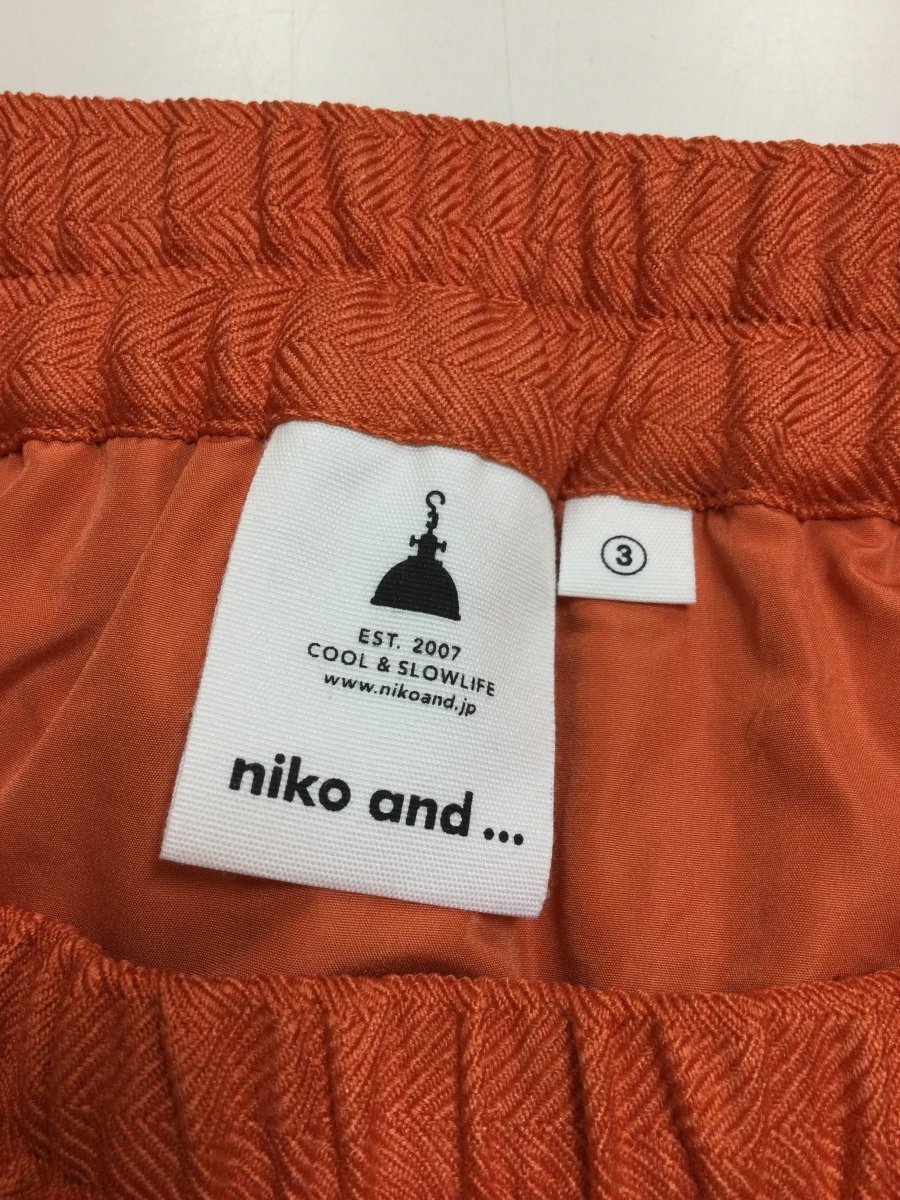 EST. 2007
COOL & SLOWLIFE
www.nikoand.jp
niko and ...
3